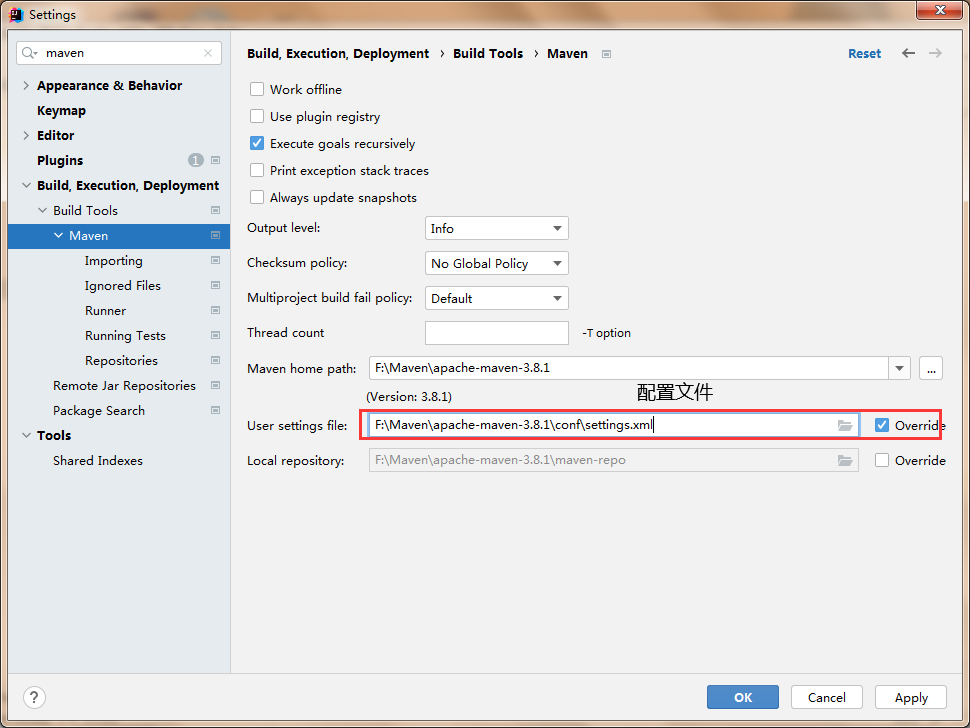 Settings
maven
Appearance & Behavior
Keymap
Editor
Plugins 1
Build, Execution, Deployment
Build Tools
Maven
Importing
Ignored Files
Runner
Running Tests
Repositories
Remote Jar Repositories
Package Search
Tools
Shared Indexes
Build, Execution, Deployment › Build Tools › Maven
Reset
Work offline
Use plugin registry
Execute goals recursively
Print exception stack traces
Always update snapshots
Output level: Info
Checksum policy: No Global Policy
Multiproject build fail policy: Default
Thread count -T option
Maven home path: F:\Maven\apache-maven-3.8.1 ...
(Version: 3.8.1)
配置文件
User settings file: F:\Maven\apache-maven-3.8.1\conf\settings.xml Override
Local repository: F:\Maven\apache-maven-3.8.1\maven-repo Override
? OK Cancel Apply